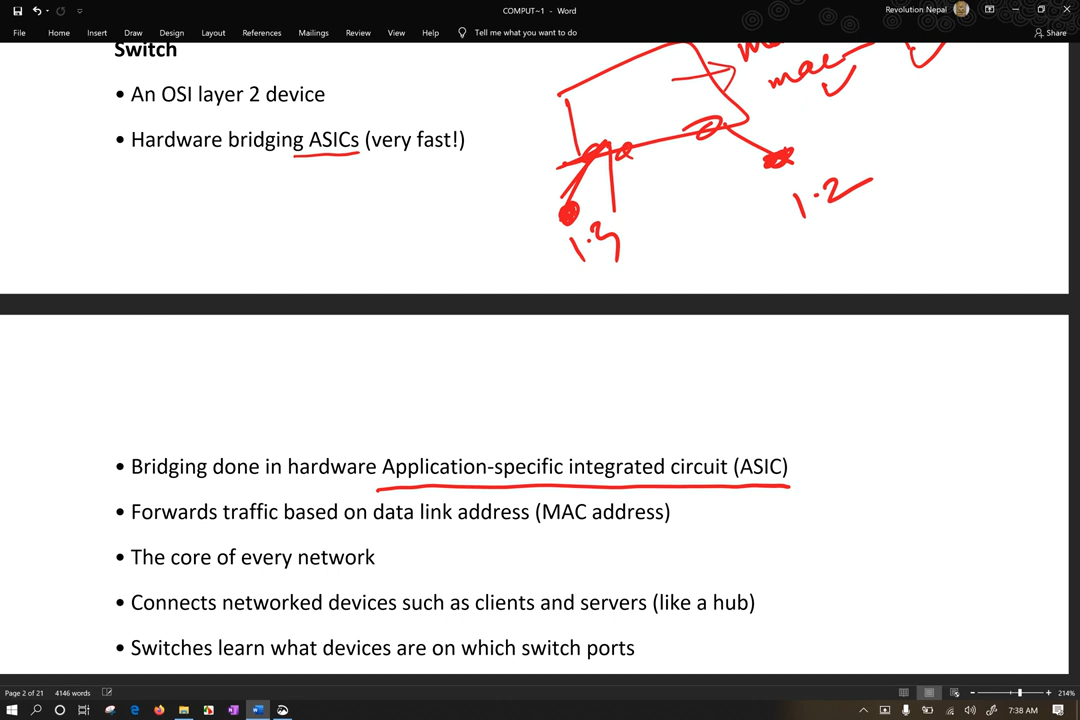 COMPUT~1 - Word
Revolution Nepal
File Home Insert Draw Design Layout References Mailings Review View Help Tell me what you want to do Share
Switch
• An OSI layer 2 device
mac
• Hardware bridging ASICs (very fast!)
1.2
1.3
• Bridging done in hardware Application-specific integrated circuit (ASIC)
• Forwards traffic based on data link address (MAC address)
• The core of every network
• Connects networked devices such as clients and servers (like a hub)
• Switches learn what devices are on which switch ports
Page 2 of 21 4146 words 214%
7:38 AM